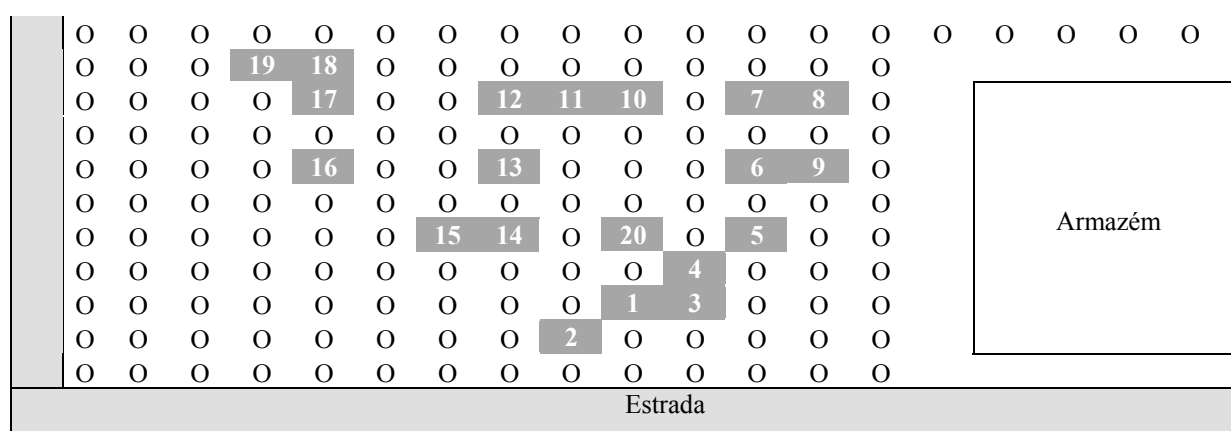 O O O O O O O O O O O O O O O O O O O
O O O 19 18 O O O O O O O O O
O O O O 17 O O 12 11 10 O 7 8 O
O O O O O O O O O O O O O O
O O O O 16 O O 13 O O O 6 9 O
O O O O O O O O O O O O O O
O O O O O O 15 14 O 20 O 5 O O
Armazém
O O O O O O O O O O 4 O O O
O O O O O O O O O 1 3 O O O
O O O O O O O O 2 O O O O O
O O O O O O O O O O O O O O
Estrada